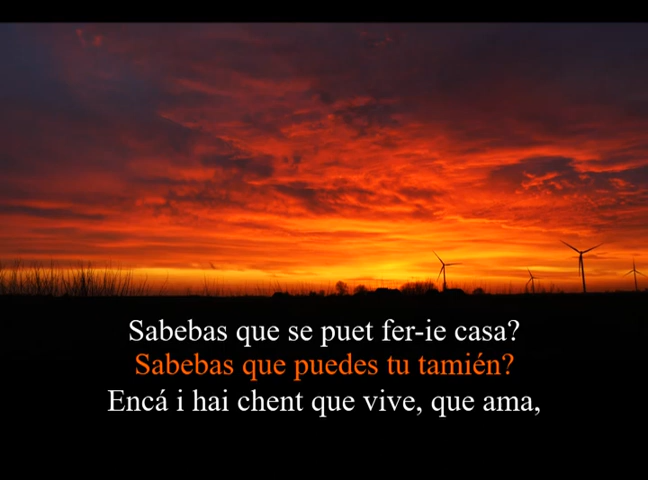 Sabebas que se puet fer-ie casa?
Sabebas que puedes tu tamién?
Encá i hai chent que vive, que ama,